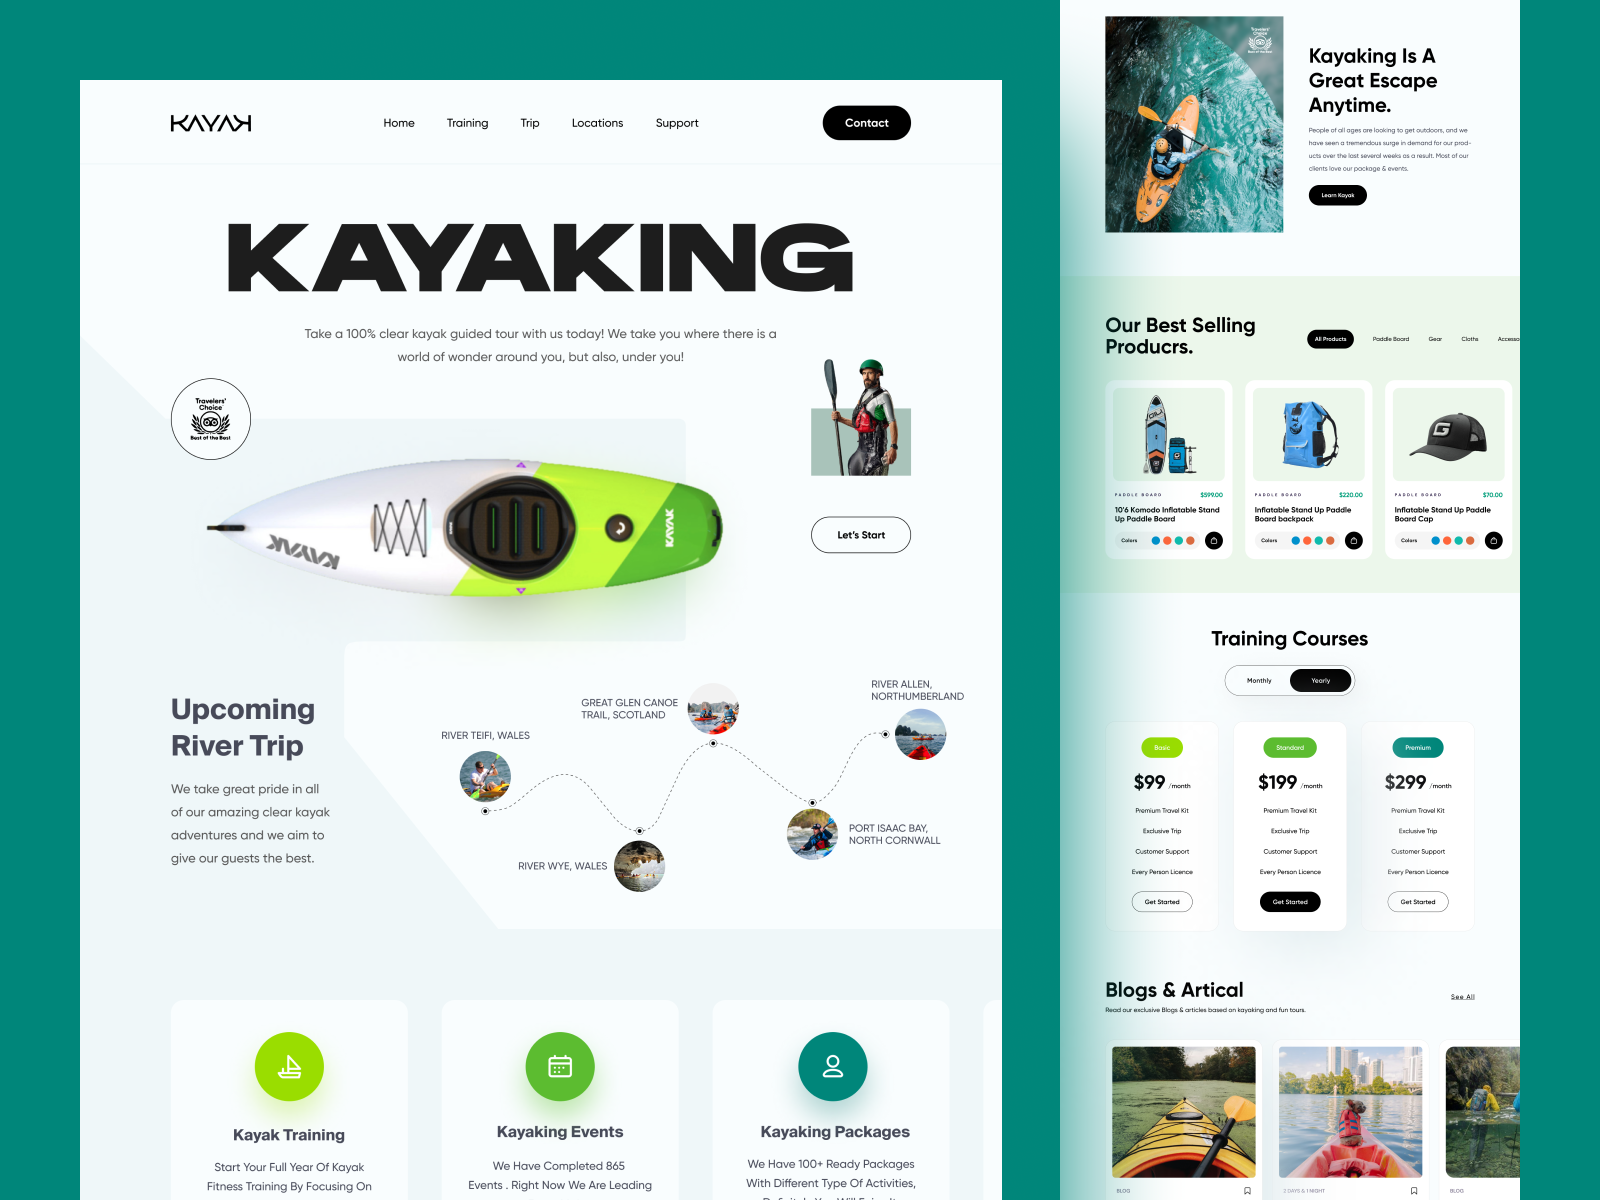 KAYAK
Home
Training
Trip
Locations
Support
Contact
KAYAKING
Take a 100% clear kayak guided tour with us today! We take you where there is a
world of wonder around you, but also, under you!
Travelers'
Choice
Best of the Best
KAYAK
KAYAK
Let's Start
Upcoming
River Trip
We take great pride in all
of our amazing clear kayak
adventures and we aim to
give our guests the best.
RIVER TEIFI, WALES
GREAT GLEN CANOE
TRAIL, SCOTLAND
RIVER ALLEN,
NORTHUMBERLAND
RIVER WYE, WALES
PORT ISAAC BAY,
NORTH CORNWALL
Kayak Training
Start Your Full Year Of Kayak
Fitness Training By Focusing On
Kayaking Events
We Have Completed 865
Events . Right Now We Are Leading
Kayaking Packages
We Have 100+ Ready Packages
With Different Type Of Activities,
Travelers'
Choice
Best of the Best
Kayaking Is A
Great Escape
Anytime.
People of all ages are looking to get outdoors, and we
have seen a tremendous surge in demand for our prod-
ucts over the last several weeks as a result. Most of our
clients love our package & events.
Learn Kayak
Our Best Selling
Producrs.
All Products
Paddle Board
Gear
Cloths
Accesso
PADDLE BOARD
$599.00
10'6 Komodo Inflatable Stand
Up Paddle Board
Colors
PADDLE BOARD
$220.00
Inflatable Stand Up Paddle
Board backpack
Colors
G
PADDLE BOARD
$70.00
Inflatable Stand Up Paddle
Board Cap
Colors
Training Courses
Monthly
Yearly
Basic
$99 /month
Premium Travel Kit
Exclusive Trip
Customer Support
Every Person Licence
Get Started
Standard
$199 /month
Premium Travel Kit
Exclusive Trip
Customer Support
Every Person Licence
Get Started
Premium
$299 /month
Premium Travel Kit
Exclusive Trip
Customer Support
Every Person Licence
Get Started
Blogs & Artical
Read our exclusive Blogs & articles based on kayaking and fun tours.
See All
BLOG
2 DAYS & 1 NIGHT
BLOG